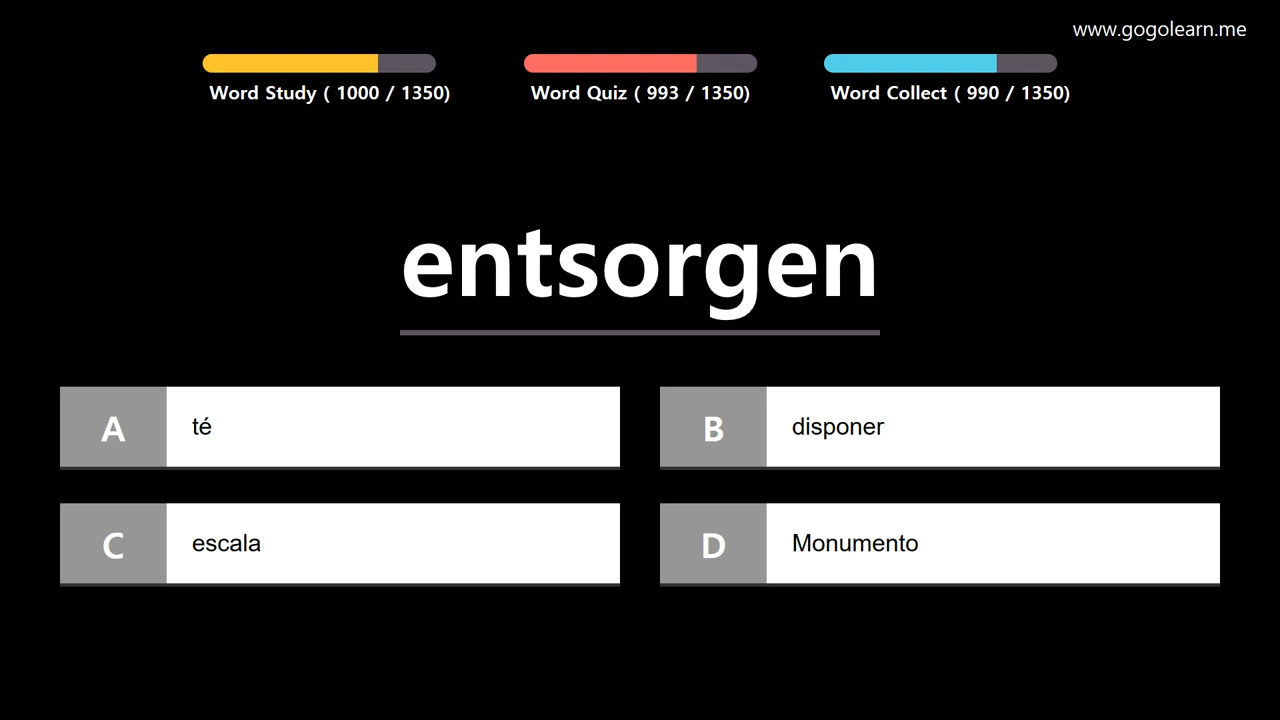 www.gogolearn.me
Word Study ( 1000 / 1350)
Word Quiz ( 993 / 1350)
Word Collect ( 990 / 1350)
entsorgen
A té
B disponer
C escala
D Monumento